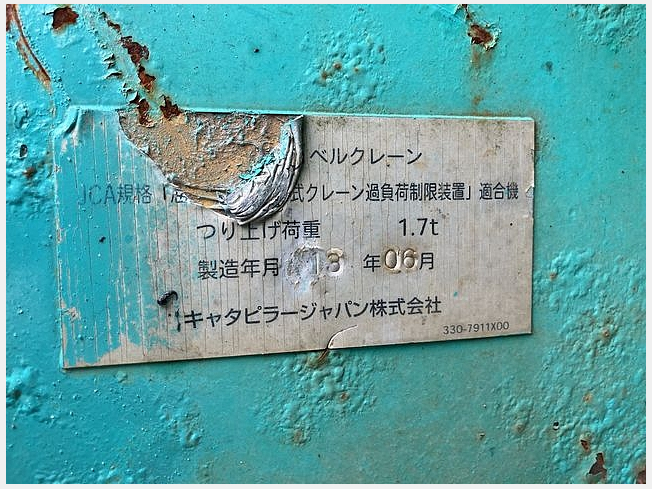 ベルクレーン
JCA規格「油 式クレーン過負荷制限装置」適合機
つり上げ荷重 1.7t
製造年月 13 年 06 月
キャタピラージャパン株式会社
330-7911X00